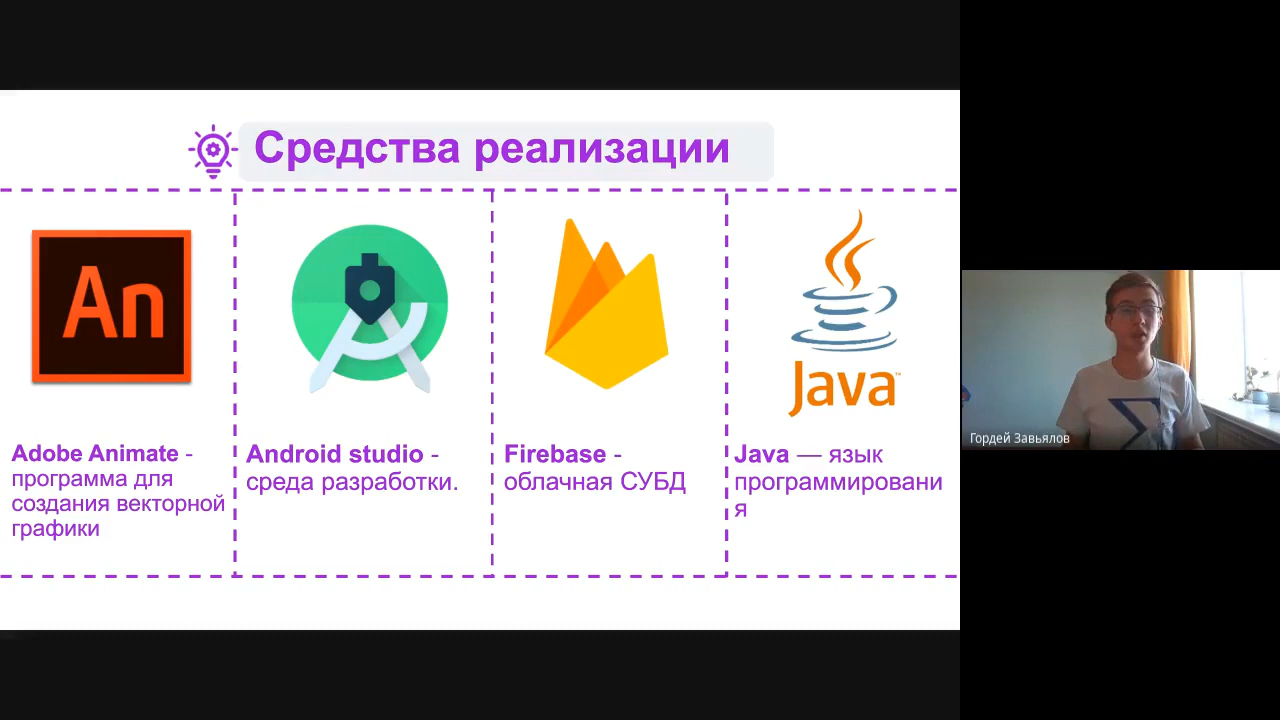 Средства реализации
An
Java™
Adobe Animate -
программа для
создания векторной
графики
Android studio -
среда разработки.
Firebase -
облачная СУБД
Java — язык
программировани
я
Гордей Завьялов
Σ